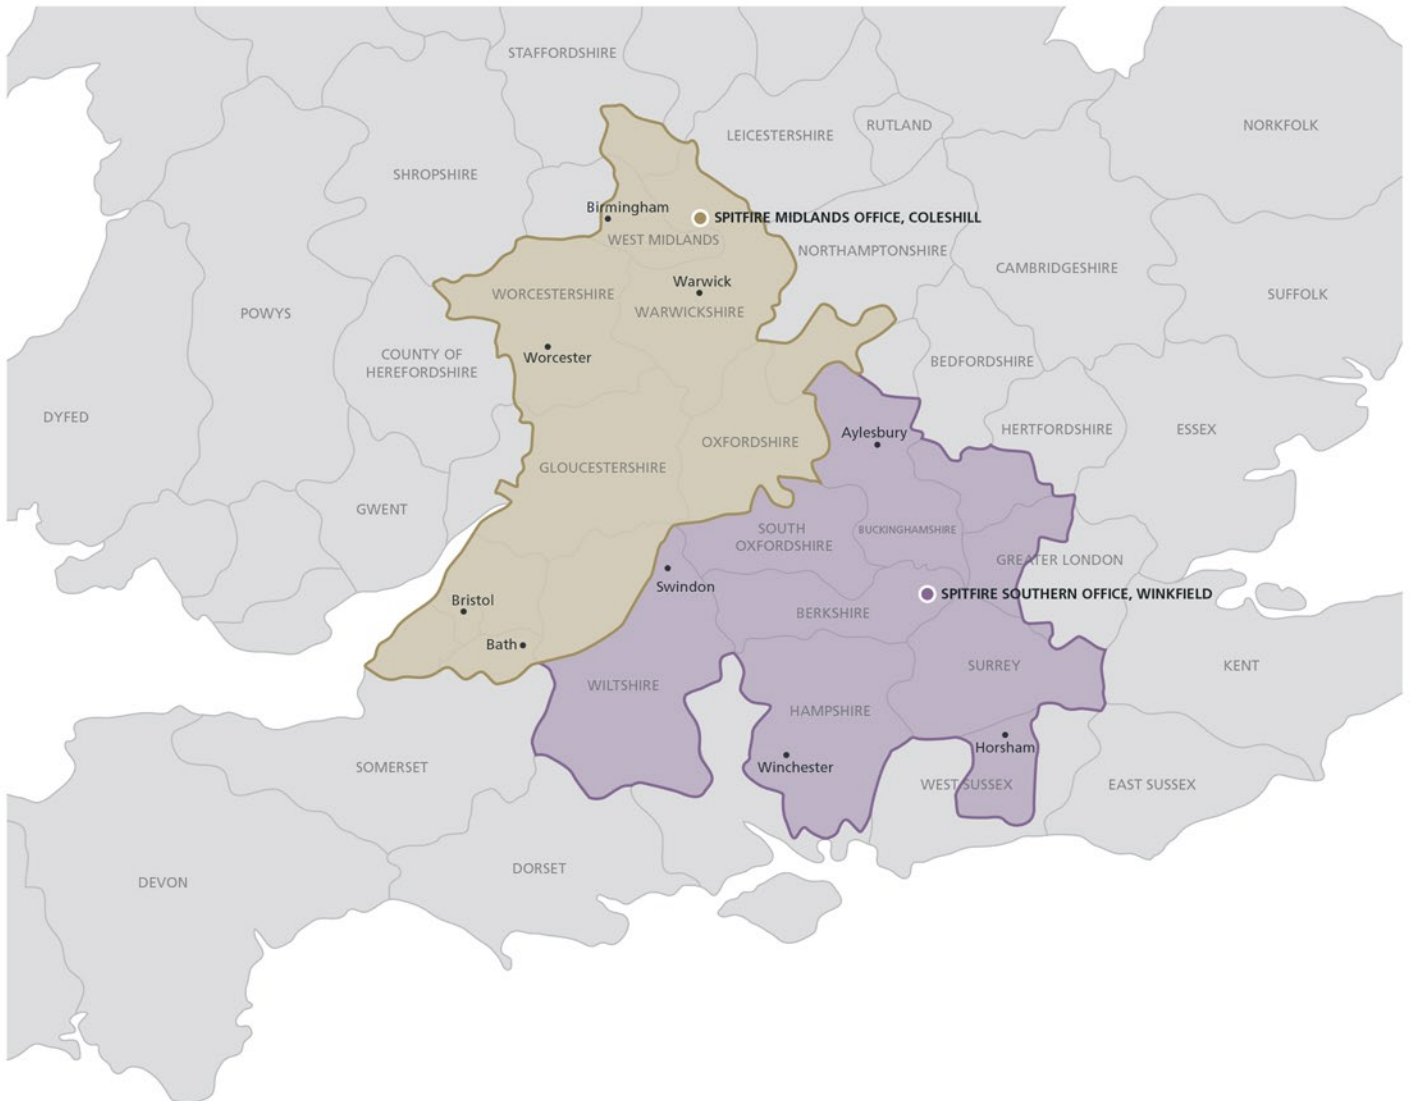 STAFFORDSHIRE
LEICESTERSHIRE
RUTLAND
NORKFOLK
SHROPSHIRE
Birmingham
SPITFIRE MIDLANDS OFFICE, COLESHILL
WEST MIDLANDS
NORTHAMPTONSHIRE
CAMBRIDGESHIRE
Warwick
WORCESTERSHIRE
SUFFOLK
POWYS
WARWICKSHIRE
COUNTY OF
HEREFORDSHIRE
Worcester
BEDFORDSHIRE
DYFED
Aylesbury
HERTFORDSHIRE
ESSEX
OXFORDSHIRE
GLOUCESTERSHIRE
GWENT
SOUTH
OXFORDSHIRE
BUCKINGHAMSHIRE
GREATER LONDON
Swindon
SPITFIRE SOUTHERN OFFICE, WINKFIELD
Bristol
BERKSHIRE
Bath
SURREY
KENT
WILTSHIRE
HAMPSHIRE
Horsham
SOMERSET
Winchester
WEST SUSSEX
EAST SUSSEX
DORSET
DEVON